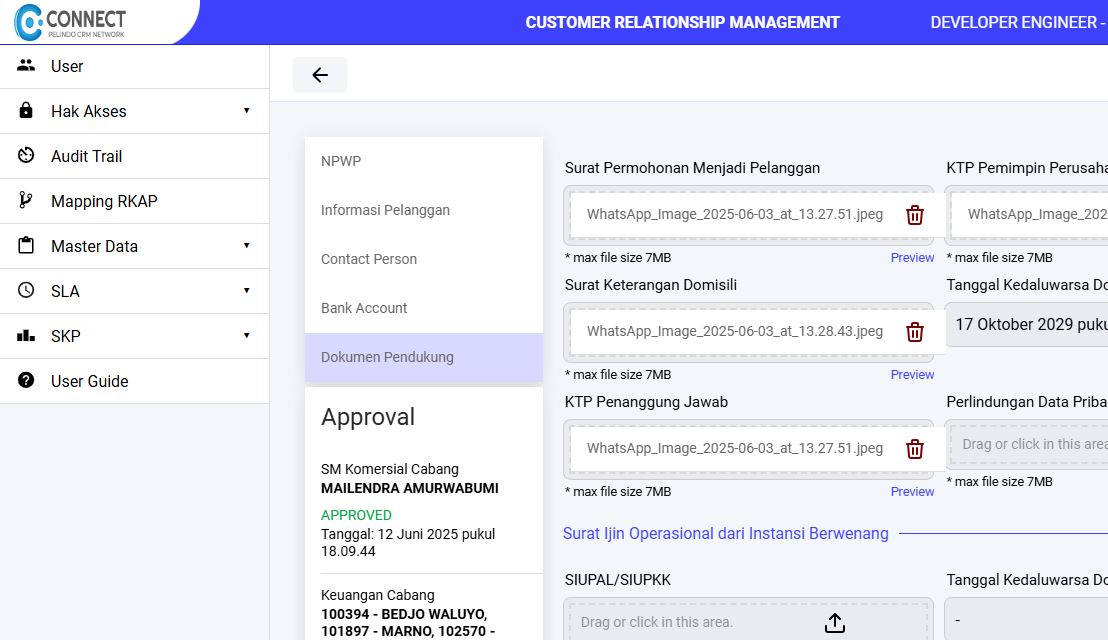 CONNECT
PELINDO CRM NETWORK
CUSTOMER RELATIONSHIP MANAGEMENT
DEVELOPER ENGINEER -
User
Hak Akses
Audit Trail
Mapping RKAP
Master Data
SLA
SKP
User Guide
NPWP
Informasi Pelanggan
Contact Person
Bank Account
Dokumen Pendukung
Approval
SM Komersial Cabang
MAILENDRA AMURWABUMI
APPROVED
Tanggal: 12 Juni 2025 pukul
18.09.44
Keuangan Cabang
100394 - BEDJO WALUYO,
101897 - MARNO, 102570 -
Surat Permohonan Menjadi Pelanggan
WhatsApp_Image_2025-06-03_at_13.27.51.jpeg
* max file size 7MB
Preview
KTP Pemimpin Perusaha
WhatsApp_Image_202
* max file size 7MB
Surat Keterangan Domisili
WhatsApp_Image_2025-06-03_at_13.28.43.jpeg
* max file size 7MB
Preview
Tanggal Kedaluwarsa Do
17 Oktober 2029 puku
KTP Penanggung Jawab
WhatsApp_Image_2025-06-03_at_13.27.51.jpeg
* max file size 7MB
Preview
Perlindungan Data Priba
Drag or click in this area
* max file size 7MB
Surat Ijin Operasional dari Instansi Berwenang
SIUPAL/SIUPKK
Drag or click in this area.
Tanggal Kedaluwarsa Do
-